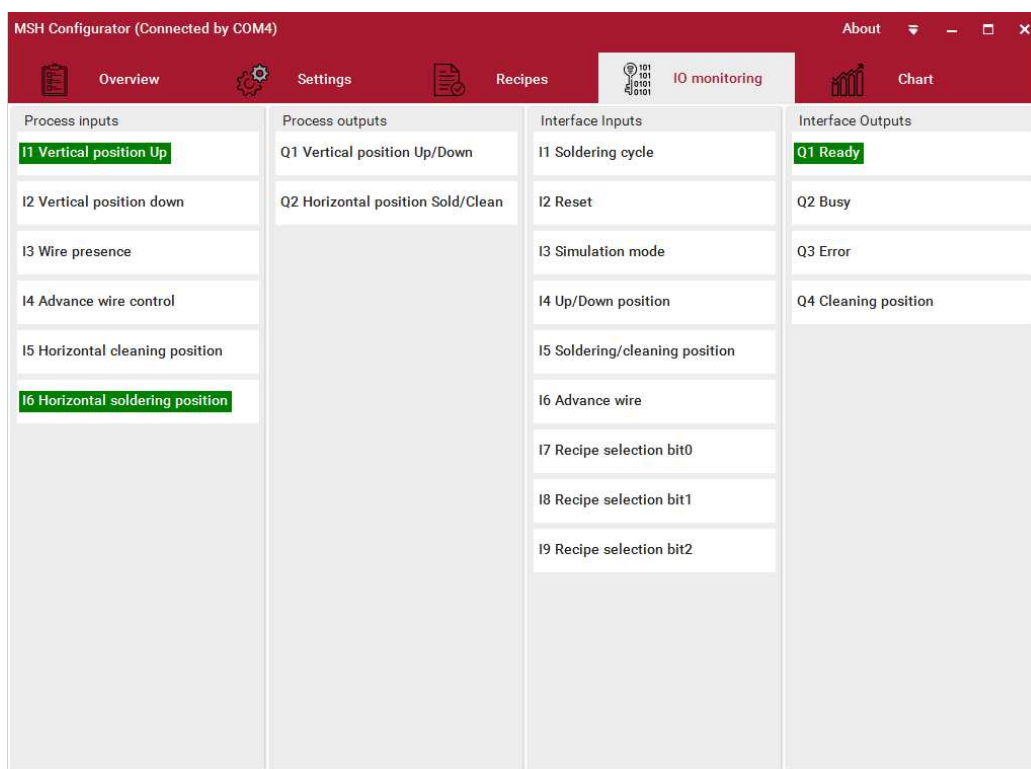 MSH Configurator (Connected by COM4)
About
Overview
Settings
Recipes
101
101
0101
0101
IO monitoring
Chart
Process inputs
I1 Vertical position Up
I2 Vertical position down
I3 Wire presence
I4 Advance wire control
I5 Horizontal cleaning position
I6 Horizontal soldering position
Process outputs
Q1 Vertical position Up/Down
Q2 Horizontal position Sold/Clean
Interface Inputs
I1 Soldering cycle
I2 Reset
I3 Simulation mode
I4 Up/Down position
I5 Soldering/cleaning position
I6 Advance wire
I7 Recipe selection bit0
I8 Recipe selection bit1
I9 Recipe selection bit2
Interface Outputs
Q1 Ready
Q2 Busy
Q3 Error
Q4 Cleaning position